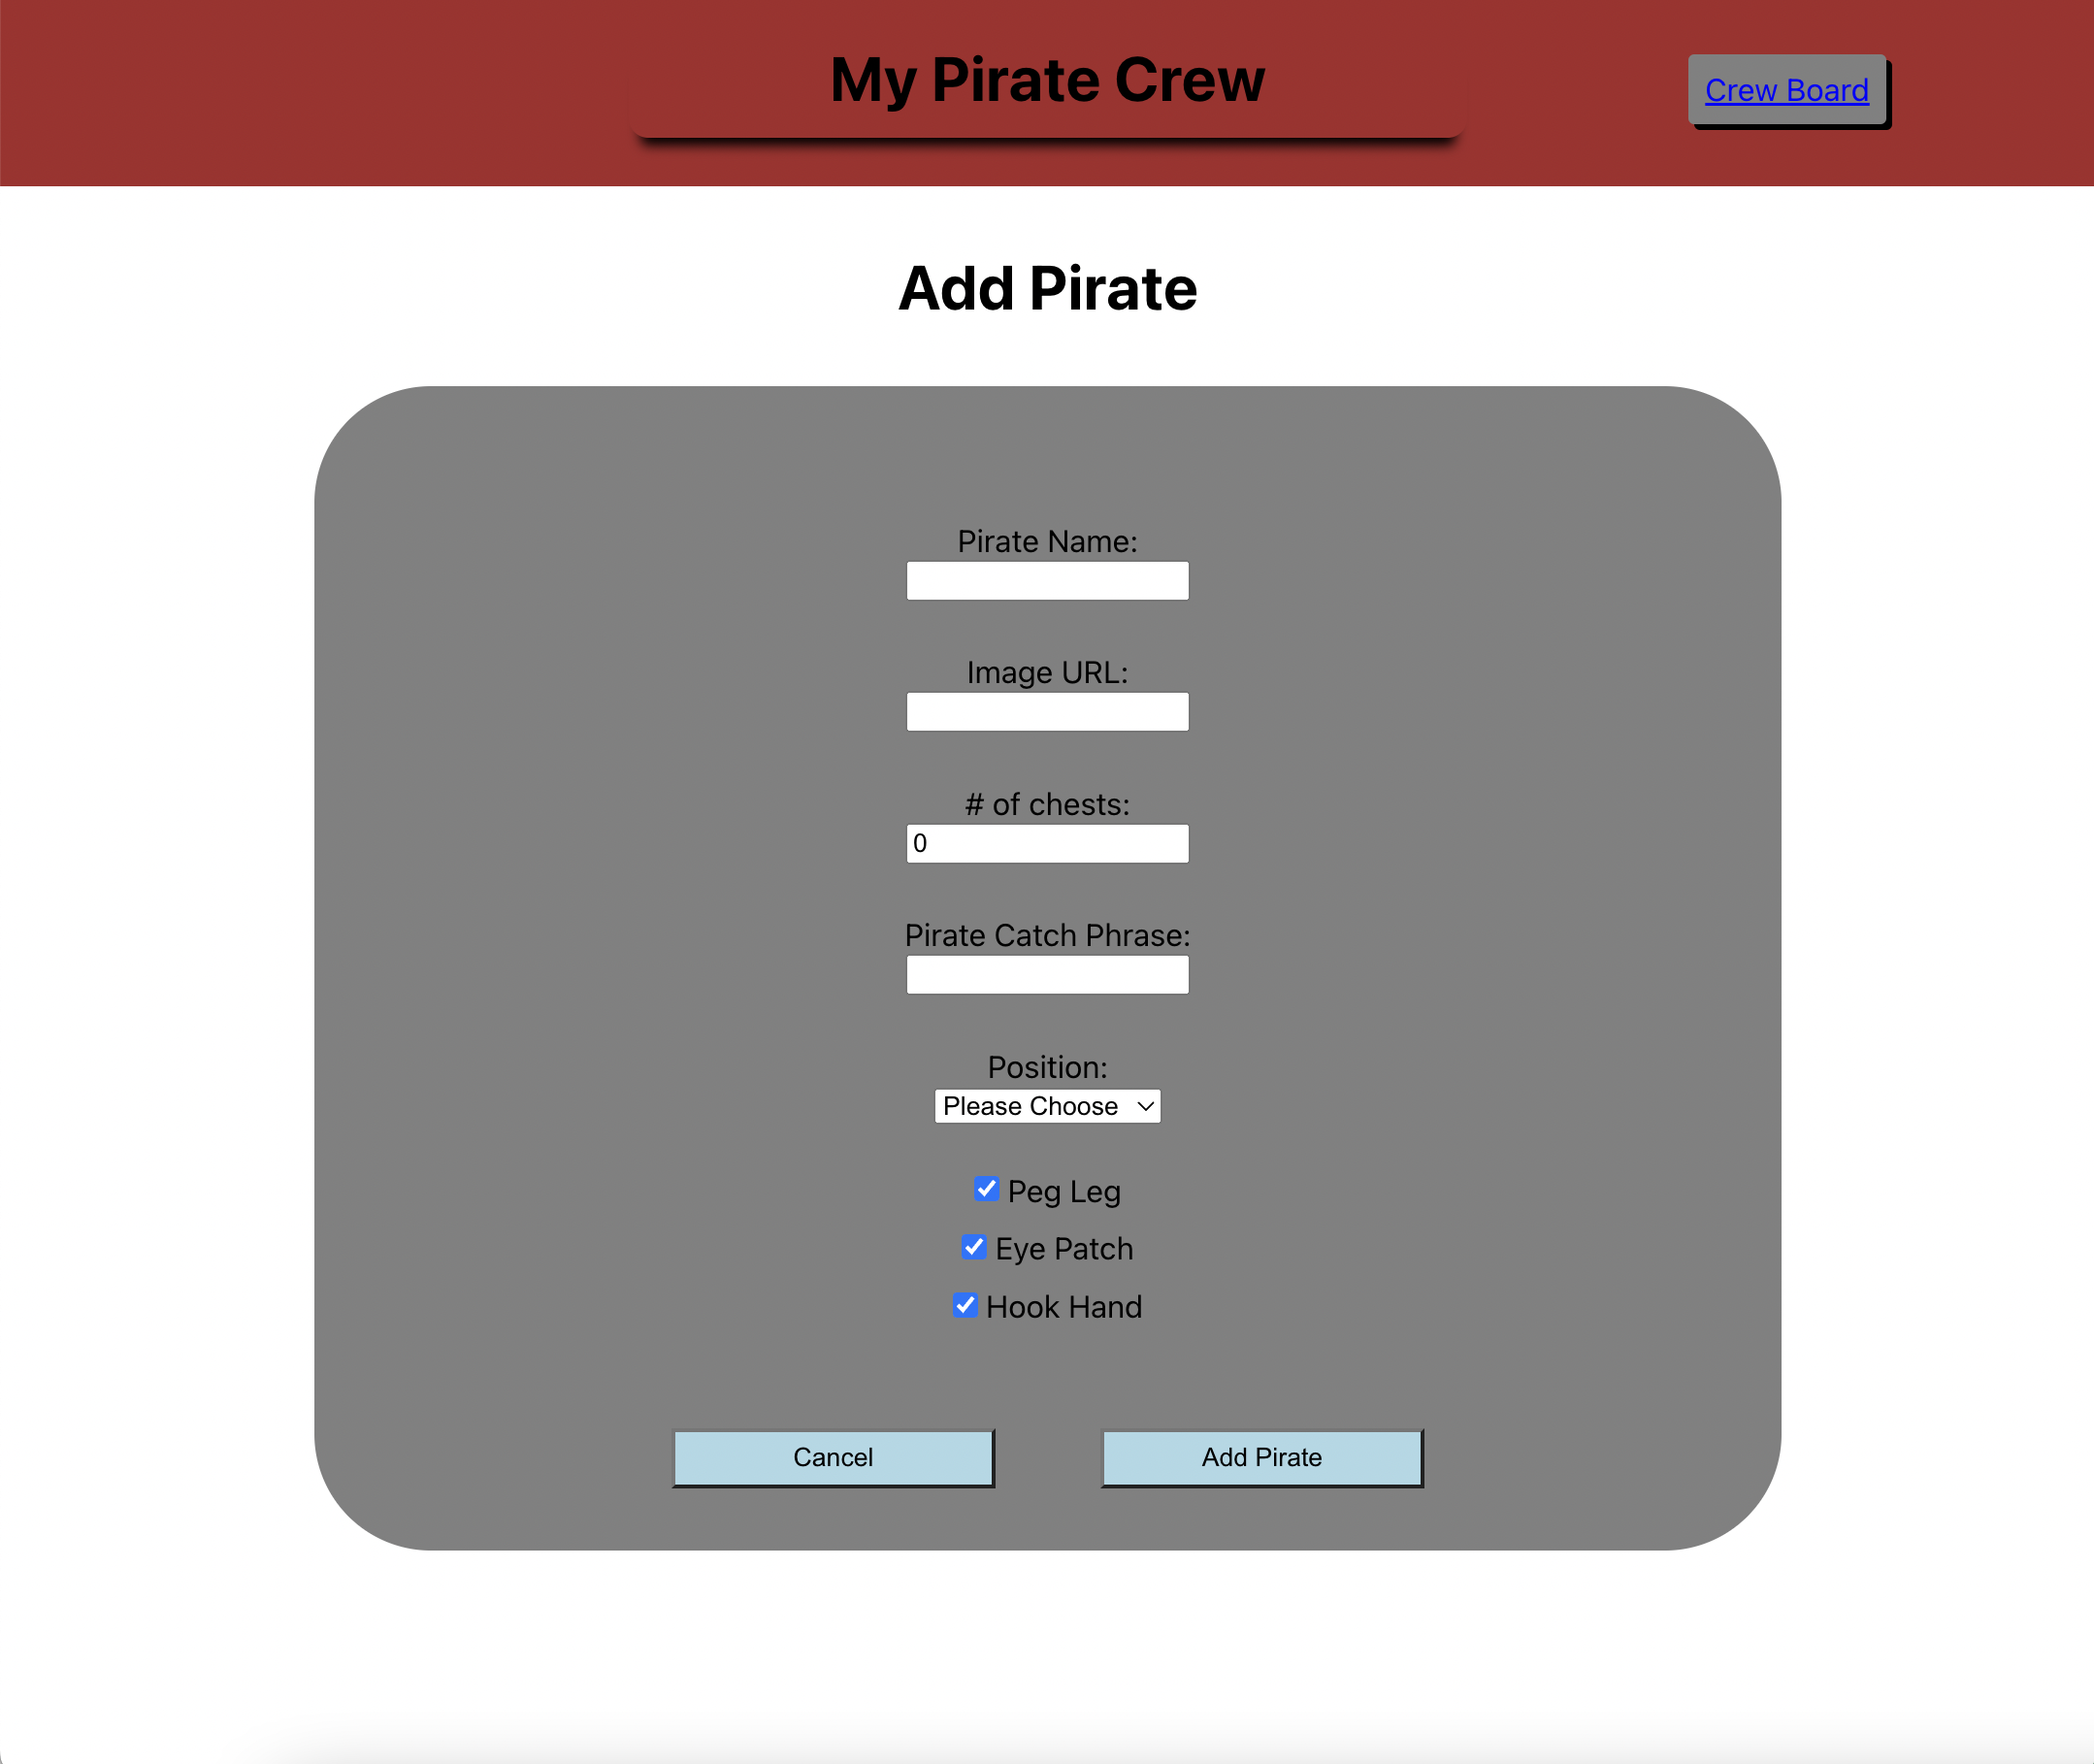 My Pirate Crew
Crew Board
Add Pirate
Pirate Name:
Image URL:
# of chests:
0
Pirate Catch Phrase:
Position:
Please Choose
Peg Leg
Eye Patch
Hook Hand
Cancel
Add Pirate